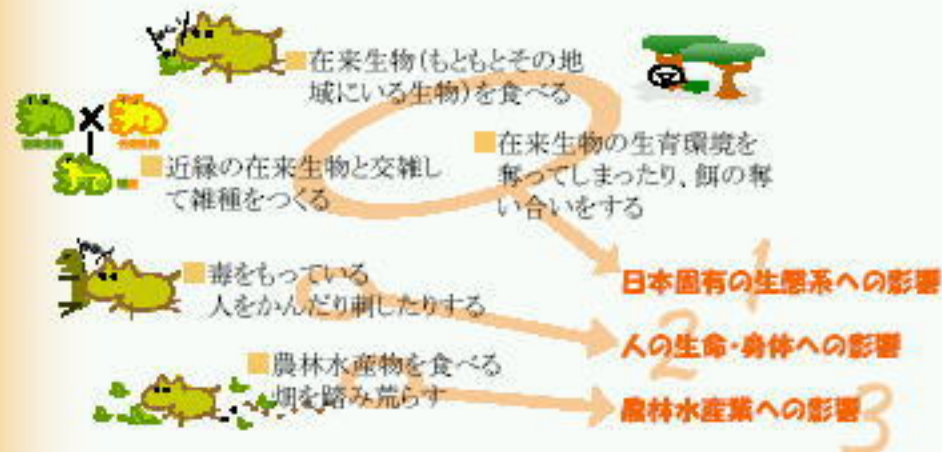 在来生物(もともとその地
域にいる生物)を食べる
近縁の在来生物と交雑し
て雑種をつくる
在来生物の生育環境を
奪ってしまったり、餌の奪
い合いをする
毒をもっている
人をかんだり刺したりする
農林水産物を食べる
畑を踏み荒らす
日本固有の生態系への影響
1
人の生命・身体への影響
2
農林水産業への影響
3